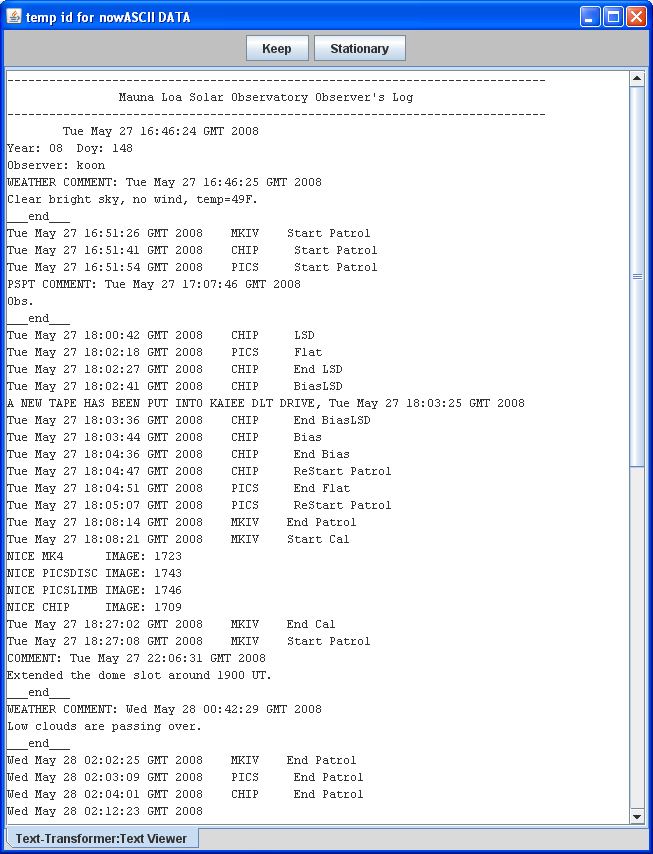 temp id for nowASCII DATA
Keep Stationary
-----------------------------------------------------------------------------
Mauna Loa Solar Observatory Observer's Log
-----------------------------------------------------------------------------
Tue May 27 16:46:24 GMT 2008
Year: 08  Doy: 148
Observer: koon
WEATHER COMMENT: Tue May 27 16:46:25 GMT 2008
Clear bright sky, no wind, temp=49F.
___end___
Tue May 27 16:51:26 GMT 2008    MKIV    Start Patrol
Tue May 27 16:51:41 GMT 2008    CHIP     Start Patrol
Tue May 27 16:51:54 GMT 2008    PICS     Start Patrol
PSPT COMMENT: Tue May 27 17:07:46 GMT 2008
Obs.
___end___
Tue May 27 18:00:42 GMT 2008    CHIP     LSD
Tue May 27 18:02:18 GMT 2008    PICS     Flat
Tue May 27 18:02:27 GMT 2008    CHIP     End LSD
Tue May 27 18:02:41 GMT 2008    CHIP     BiasLSD
A NEW TAPE HAS BEEN PUT INTO KAIEE DLT DRIVE, Tue May 27 18:03:25 GMT 2008
Tue May 27 18:03:36 GMT 2008    CHIP     End BiasLSD
Tue May 27 18:03:44 GMT 2008    CHIP     Bias
Tue May 27 18:04:36 GMT 2008    CHIP     End Bias
Tue May 27 18:04:47 GMT 2008    CHIP     ReStart Patrol
Tue May 27 18:04:51 GMT 2008    PICS     End Flat
Tue May 27 18:05:07 GMT 2008    PICS     ReStart Patrol
Tue May 27 18:08:14 GMT 2008    MKIV    End Patrol
Tue May 27 18:08:21 GMT 2008    MKIV    Start Cal
NICE MK4      IMAGE: 1723
NICE PICSDISC IMAGE: 1743
NICE PICSLIMB IMAGE: 1746
NICE CHIP     IMAGE: 1709
Tue May 27 18:27:02 GMT 2008    MKIV    End Cal
Tue May 27 18:27:08 GMT 2008    MKIV    Start Patrol
COMMENT: Tue May 27 22:06:31 GMT 2008
Extended the dome slot around 1900 UT.
___end___
WEATHER COMMENT: Wed May 28 00:42:29 GMT 2008
Low clouds are passing over.
___end___
Wed May 28 02:02:25 GMT 2008    MKIV    End Patrol
Wed May 28 02:03:09 GMT 2008    PICS     End Patrol
Wed May 28 02:04:01 GMT 2008    CHIP     End Patrol
Wed May 28 02:12:23 GMT 2008
Text-Transformer:Text Viewer